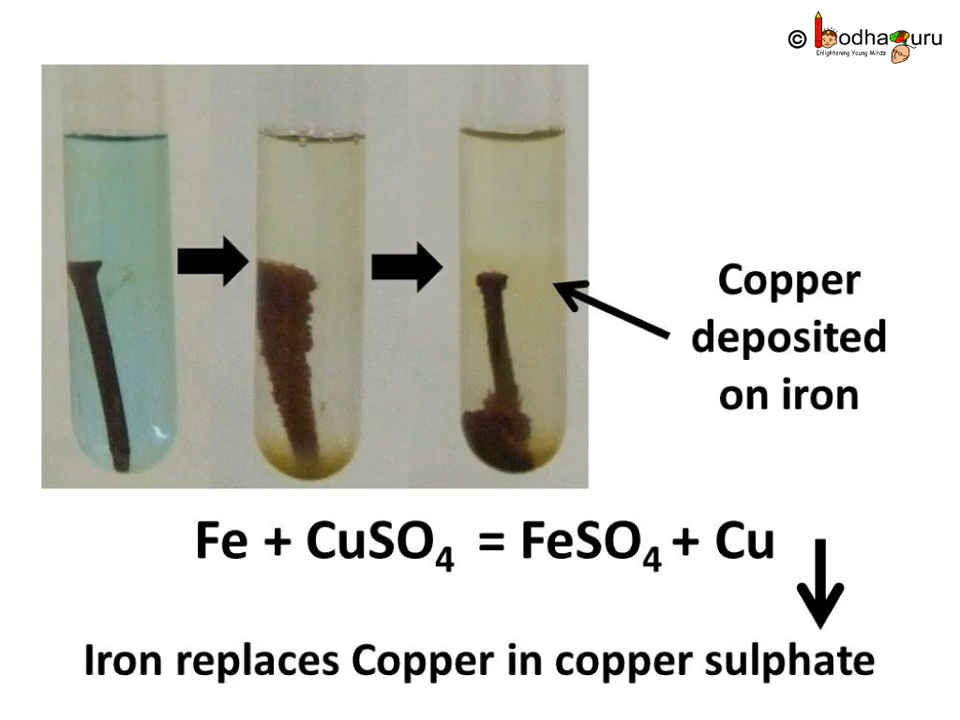 © bodhaguru
Enlightening Young Minds
Copper
deposited
on iron
Fe + CuSO₄ = FeSO₄ + Cu
Iron replaces Copper in copper sulphate